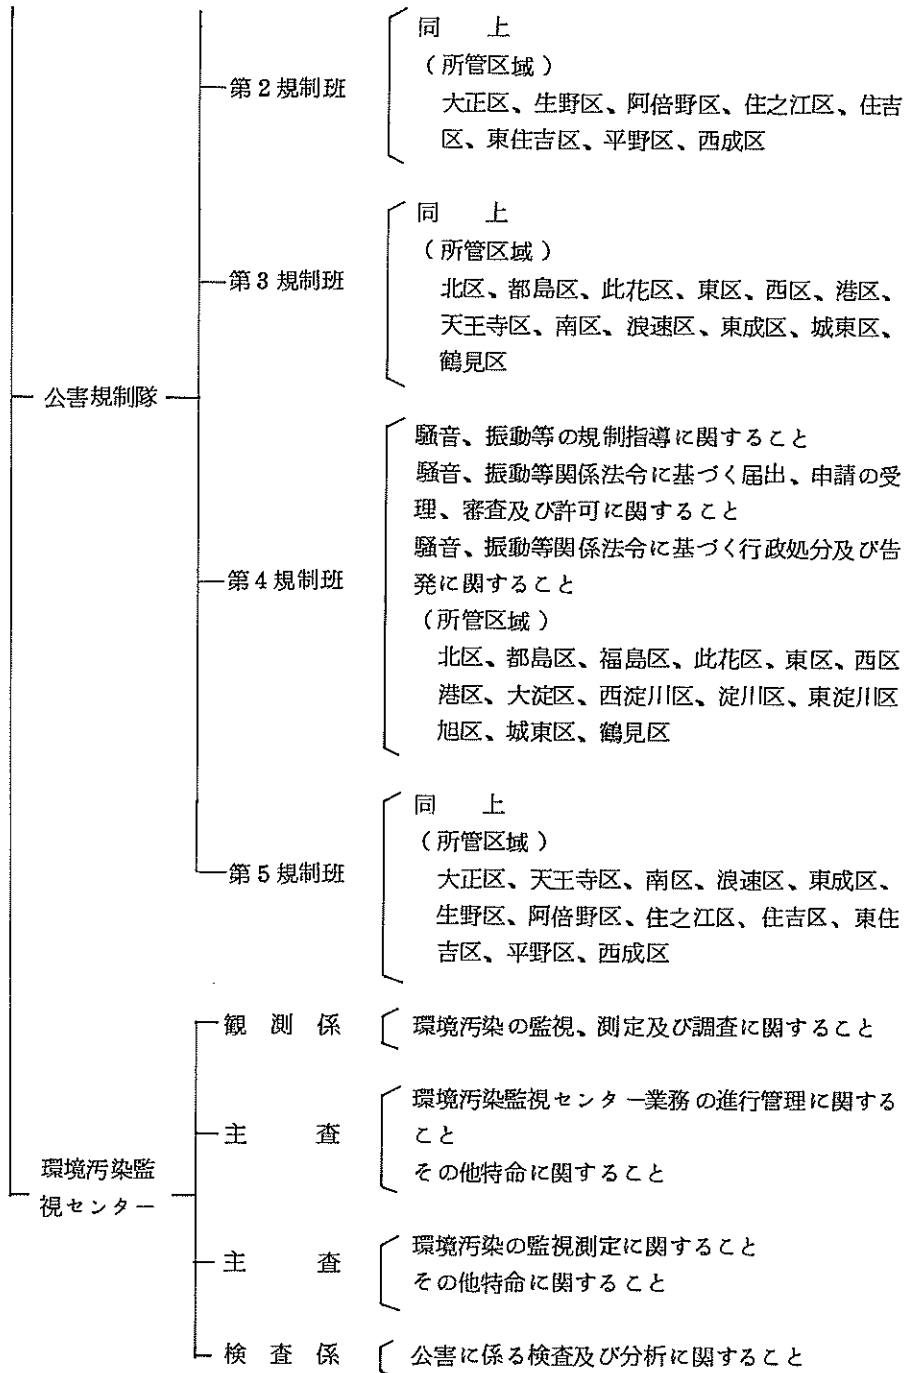 公害規制隊
第2規制班
同　上
(所管区域)
大正区、生野区、阿倍野区、住之江区、住吉
区、東住吉区、平野区、西成区
第3規制班
同　上
(所管区域)
北区、都島区、此花区、東区、西区、港区、
天王寺区、南区、浪速区、東成区、城東区、
鶴見区
第4規制班
騒音、振動等の規制指導に関すること
騒音、振動等関係法令に基づく届出、申請の受
理、審査及び許可に関すること
騒音、振動等関係法令に基づく行政処分及び告
発に関すること
(所管区域)
北区、都島区、福島区、此花区、東区、西区
港区、大淀区、西淀川区、淀川区、東淀川区
旭区、城東区、鶴見区
第5規制班
同　上
(所管区域)
大正区、天王寺区、南区、浪速区、東成区、
生野区、阿倍野区、住之江区、住吉区、東住
吉区、平野区、西成区
環境汚染監
視センター
観測係
環境汚染の監視、測定及び調査に関すること
主査
環境汚染監視センター業務の進行管理に関する
こと
その他特命に関すること
主査
環境汚染の監視測定に関すること
その他特命に関すること
検査係
公害に係る検査及び分析に関すること